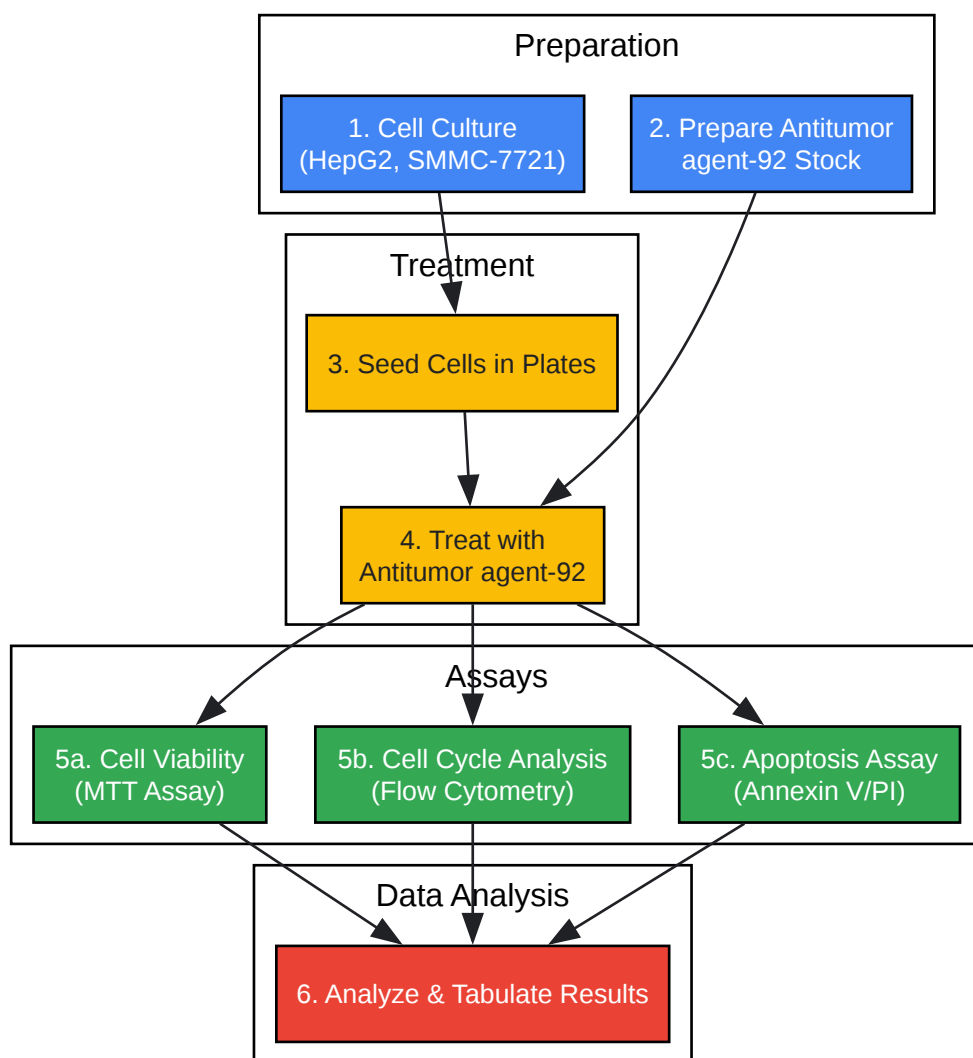 Preparation
1. Cell Culture
(HepG2, SMMC-7721)
2. Prepare Antitumor
agent-92 Stock
Treatment
3. Seed Cells in Plates
4. Treat with
Antitumor agent-92
Assays
5a. Cell Viability
(MTT Assay)
5b. Cell Cycle Analysis
(Flow Cytometry)
5c. Apoptosis Assay
(Annexin V/PI)
Data Analysis
6. Analyze & Tabulate Results